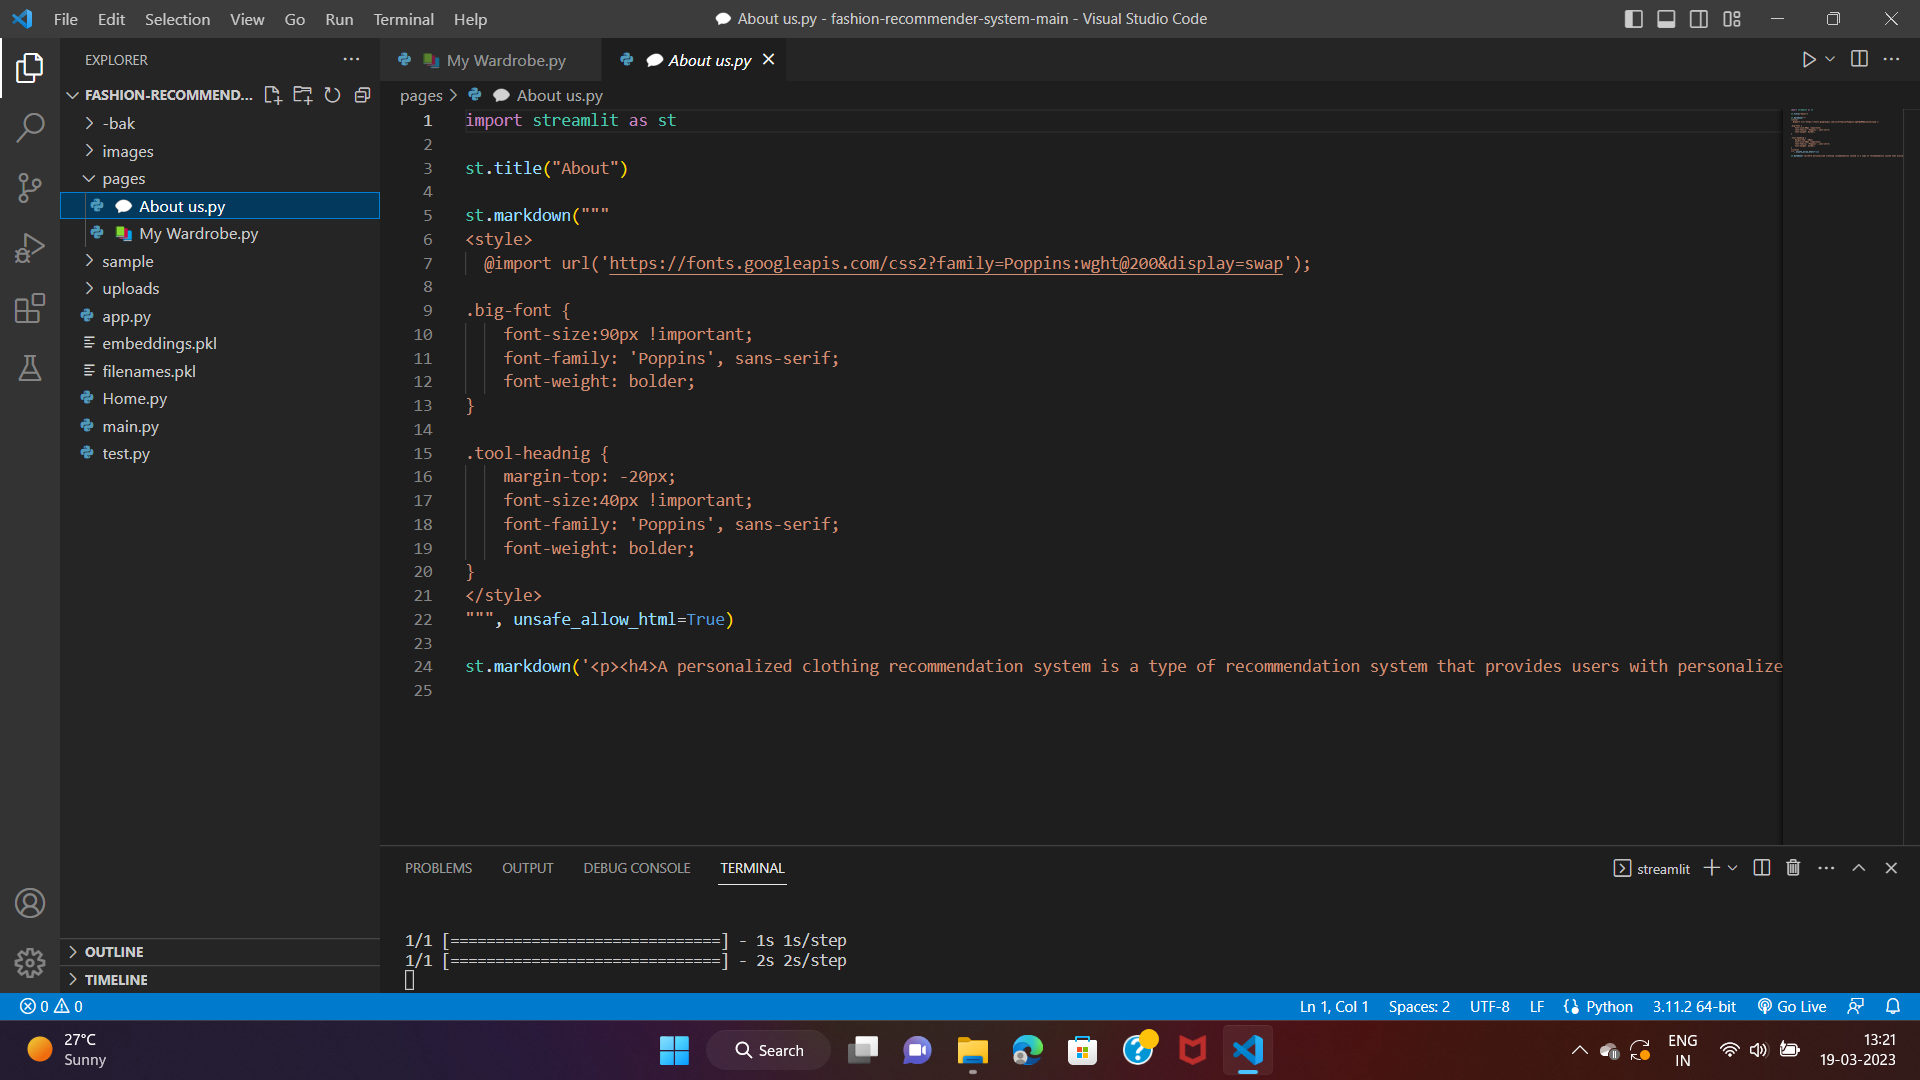 File Edit Selection View Go Run Terminal Help
About us.py - fashion-recommender-system-main - Visual Studio Code
EXPLORER
FASHION-RECOMMEND...
-bak
images
pages
About us.py
My Wardrobe.py
sample
uploads
app.py
embeddings.pkl
filenames.pkl
Home.py
main.py
test.py
OUTLINE
TIMELINE
My Wardrobe.py
About us.py
pages > About us.py
1 import streamlit as st
2
3 st.title("About")
4
5 st.markdown("""
6 <style>
7 @import url('https://fonts.googleapis.com/css2?family=Poppins:wght@200&display=swap');
8
9 .big-font {
10 font-size:90px !important;
11 font-family: 'Poppins', sans-serif;
12 font-weight: bolder;
13 }
14
15 .tool-headnig {
16 margin-top: -20px;
17 font-size:40px !important;
18 font-family: 'Poppins', sans-serif;
19 font-weight: bolder;
20 }
21 </style>
22 """, unsafe_allow_html=True)
23
24 st.markdown('<p><h4>A personalized clothing recommendation system is a type of recommendation system that provides users with personalize
25
PROBLEMS OUTPUT DEBUG CONSOLE TERMINAL
streamlit
1/1 [==============================] - 1s 1s/step
1/1 [==============================] - 2s 2s/step
0 0
Ln 1, Col 1 Spaces: 2 UTF-8 LF Python 3.11.2 64-bit Go Live
27°C
Sunny
Search
ENG
IN
13:21
19-03-2023